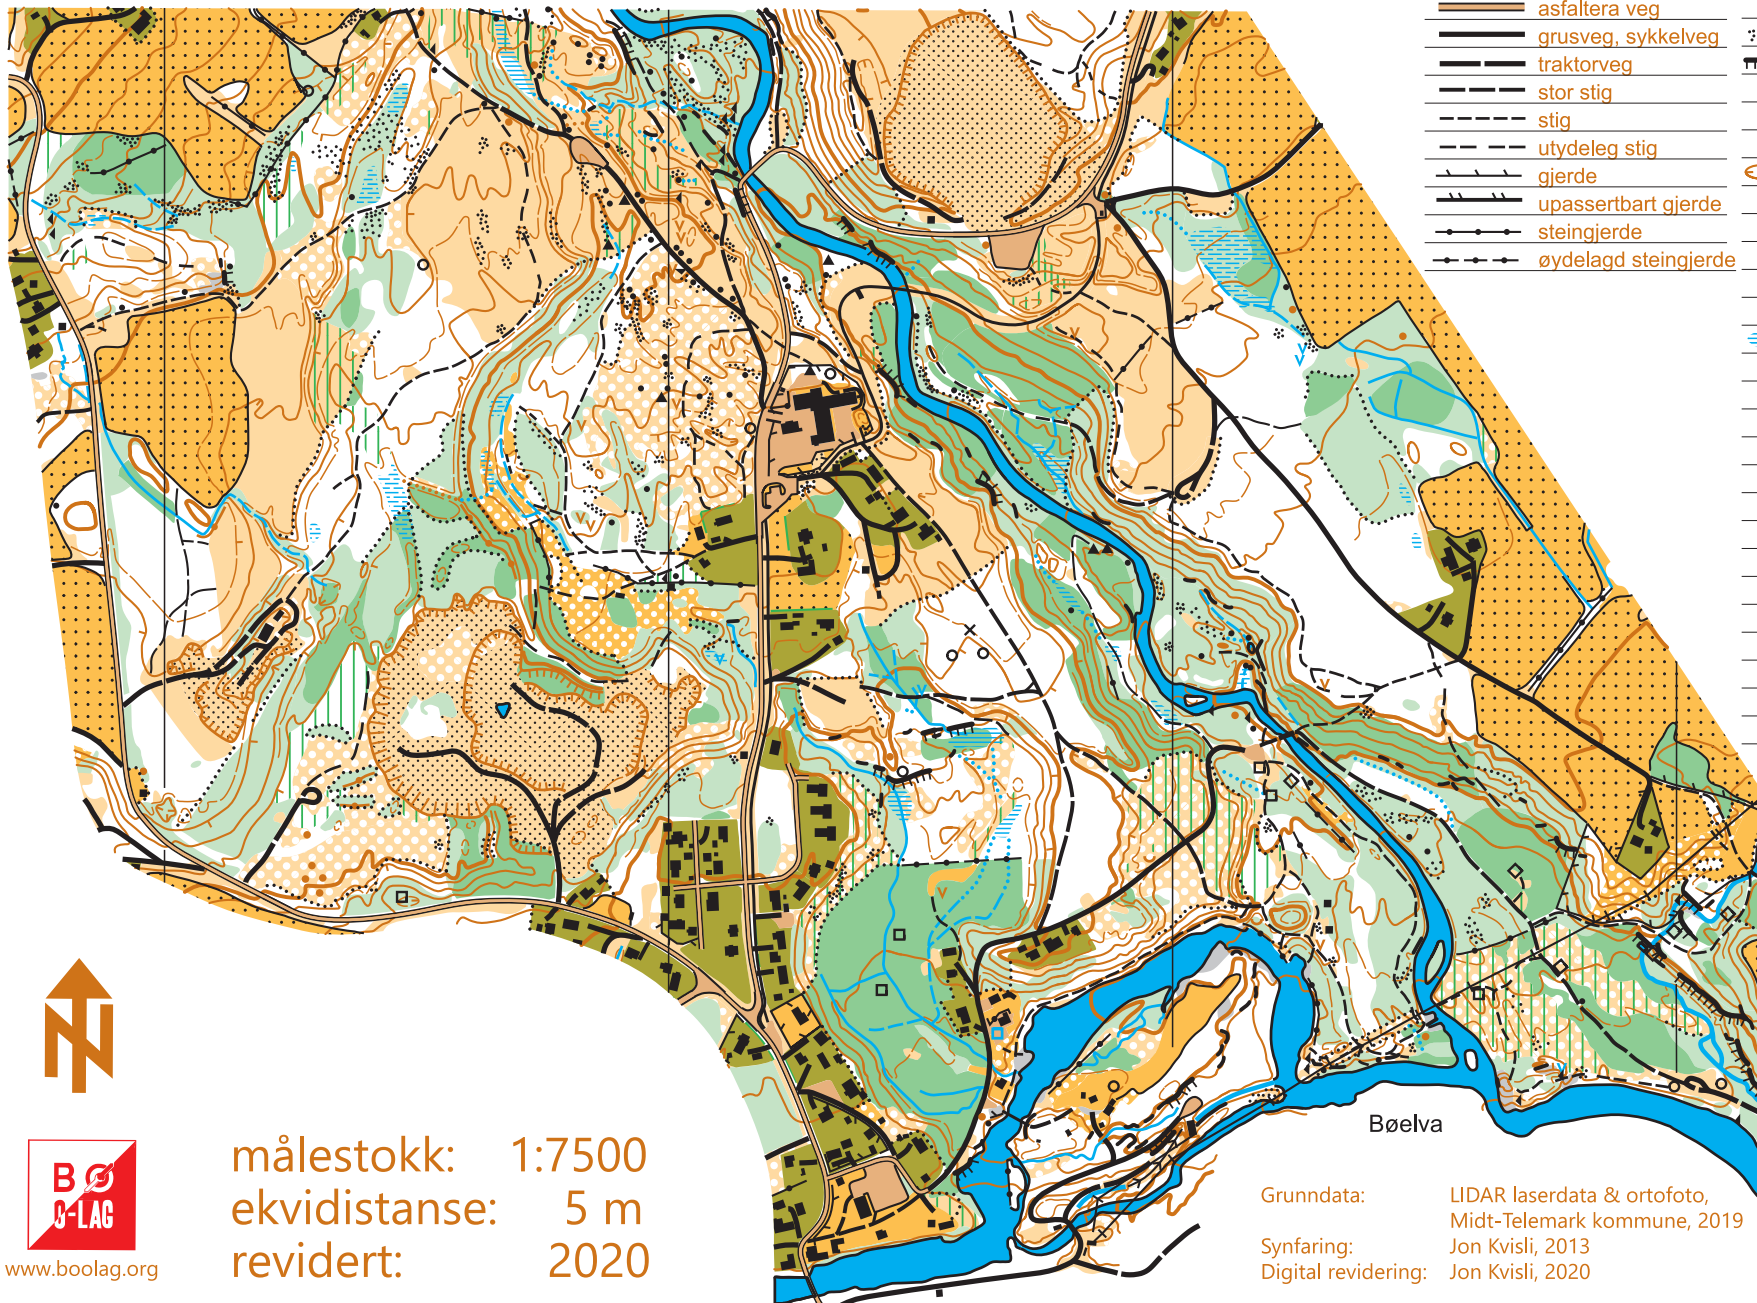 asfaltera veg
grusveg, sykkelveg
traktorveg
stor stig
stig
utydeleg stig
gjerde
upassertbart gjerde
steingjerde
øydelagd steingjerde
Bøelva
N
BØ
O-LAG
www.boolag.org
målestokk: 1:7500
ekvidistanse: 5 m
revidert: 2020
Grunndata: LIDAR laserdata & ortofoto,
Midt-Telemark kommune, 2019
Synfaring: Jon Kvisli, 2013
Digital revidering: Jon Kvisli, 2020